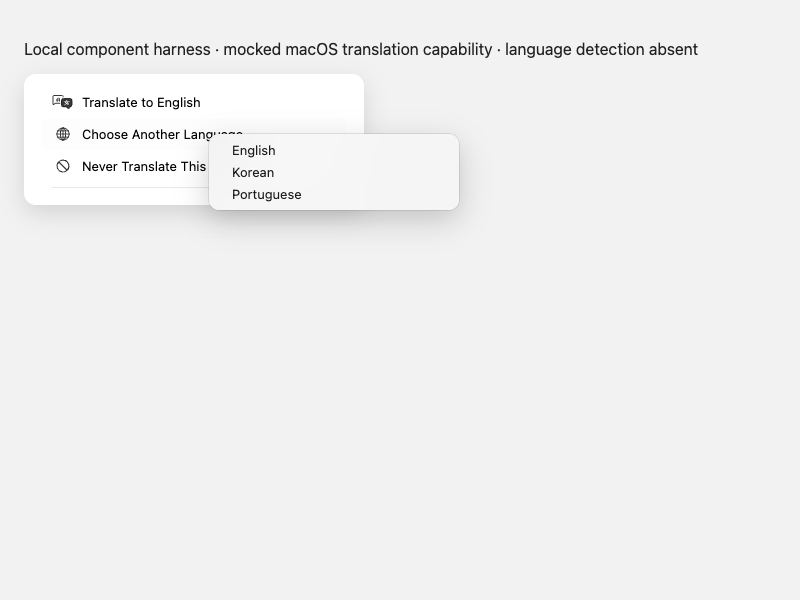 Local component harness · mocked macOS translation capability · language detection absent
Translate to English
Choose Another Language
Never Translate This
English
Korean
Portuguese